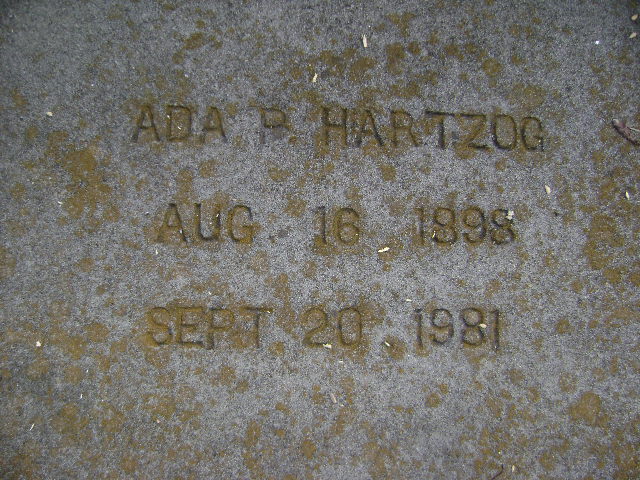 ADA P. HARTZOG
AUG 16 1898
SEPT 20, 1981